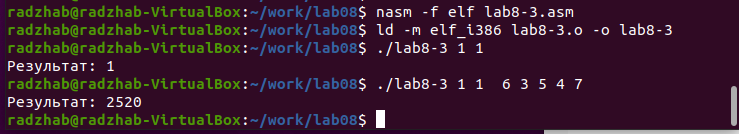 radzhab@radzhab-VirtualBox:~/work/lab08$ nasm -f elf lab8-3.asm
radzhab@radzhab-VirtualBox:~/work/lab08$ ld -m elf_i386 lab8-3.o -o lab8-3
radzhab@radzhab-VirtualBox:~/work/lab08$ ./lab8-3 1 1
Результат: 1
radzhab@radzhab-VirtualBox:~/work/lab08$ ./lab8-3 1 1  6 3 5 4 7
Результат: 2520
radzhab@radzhab-VirtualBox:~/work/lab08$